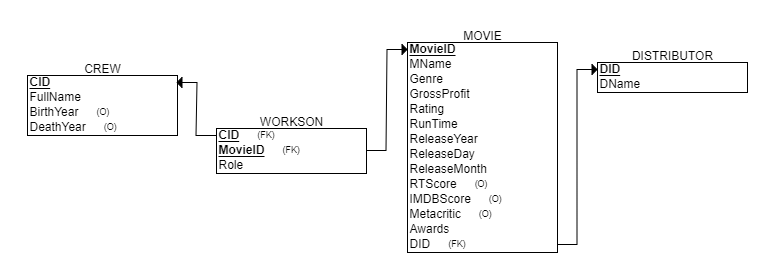 CREW
CID
FullName
BirthYear (O)
DeathYear (O)
WORKSON
CID (FK)
MovieID (FK)
Role
MOVIE
MovieID
MName
Genre
GrossProfit
Rating
RunTime
ReleaseYear
ReleaseDay
ReleaseMonth
RTScore (O)
IMDBScore (O)
Metacritic (O)
Awards
DID (FK)
DISTRIBUTOR
DID
DName